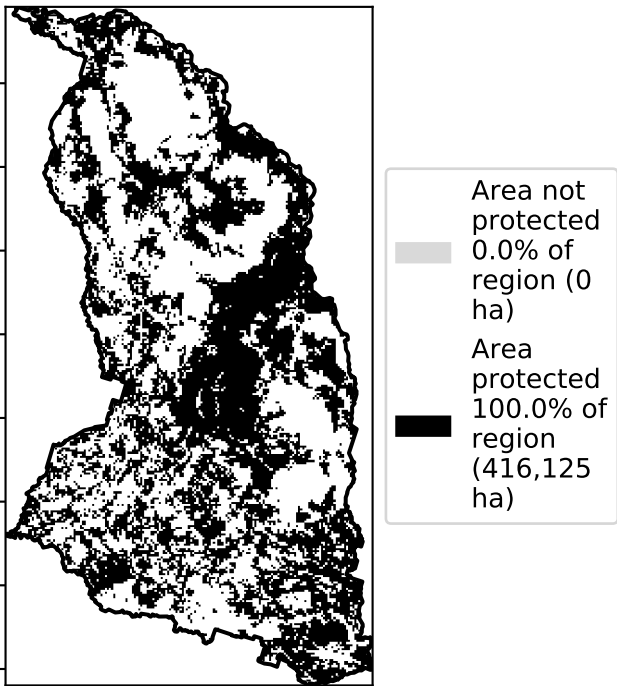 Area not
protected
0.0% of
region (0
ha)
Area
protected
100.0% of
region
(416,125
ha)